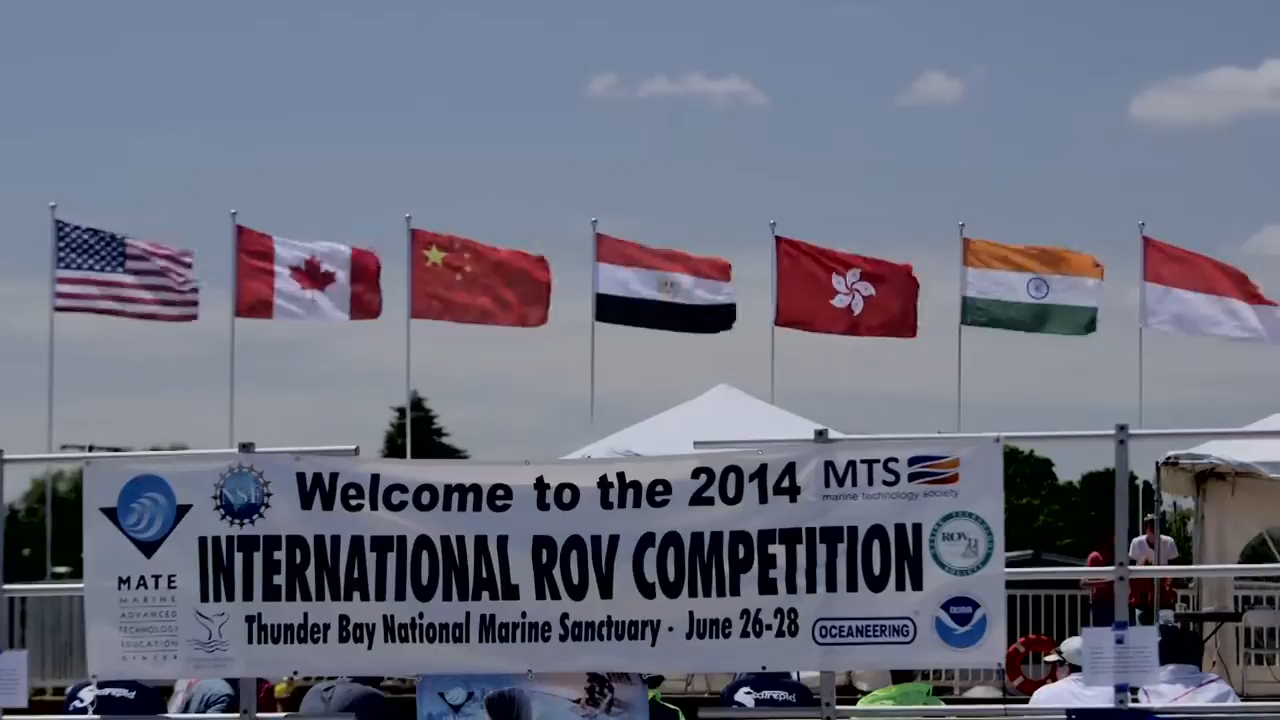 Welcome to the 2014
INTERNATIONAL ROV COMPETITION
Thunder Bay National Marine Sanctuary · June 26-28
MATE
MARINE
ADVANCED
TECHNOLOGY
EDUCATION
CENTER
NSF
MTS
marine technology society
ROV
OCEANEERING
NOAA